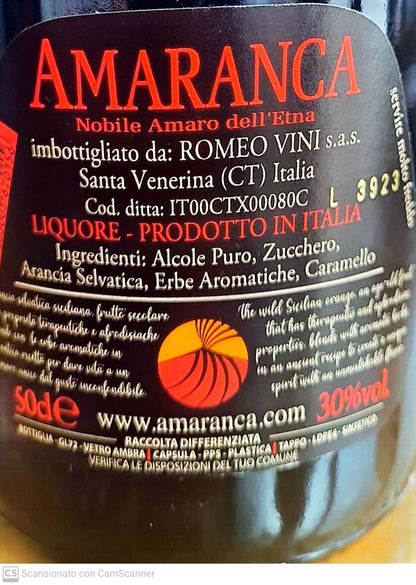 AMARANCA
Nobile Amaro dell'Etna
imbottigliato da: ROMEO VINI s.a.s.
Santa Venerina (CT) Italia
Cod. ditta: IT00CTX00080C L 3923
LIQUORE - PRODOTTO IN ITALIA
Ingredienti: Alcole Puro, Zucchero,
Arancia Selvatica, Erbe Aromatiche, Caramello
selvatica siciliana, frutto secolare
terapeutiche e afrodisiache
con le erbe aromatiche in
ricetta per dare vita a un
dal gusto inconfondibile.
The wild Sicilian orange, an age-old fruit
that has therapeutic and
properties, blends with aromatic herbs
in an ancient recipe to create a
spirit with an unmistakable
50cl e
www.amaranca.com
30%vol.
RACCOLTA DIFFERENZIATA
BOTTIGLIA - GL72 - VETRO AMBRA | CAPSULA - PP5 - PLASTICA | TAPPO - LDPE4 - SINTETICO
VERIFICA LE DISPOSIZIONI DEL TUO COMUNE
servire molto freddo
CS Scansionato con CamScanner